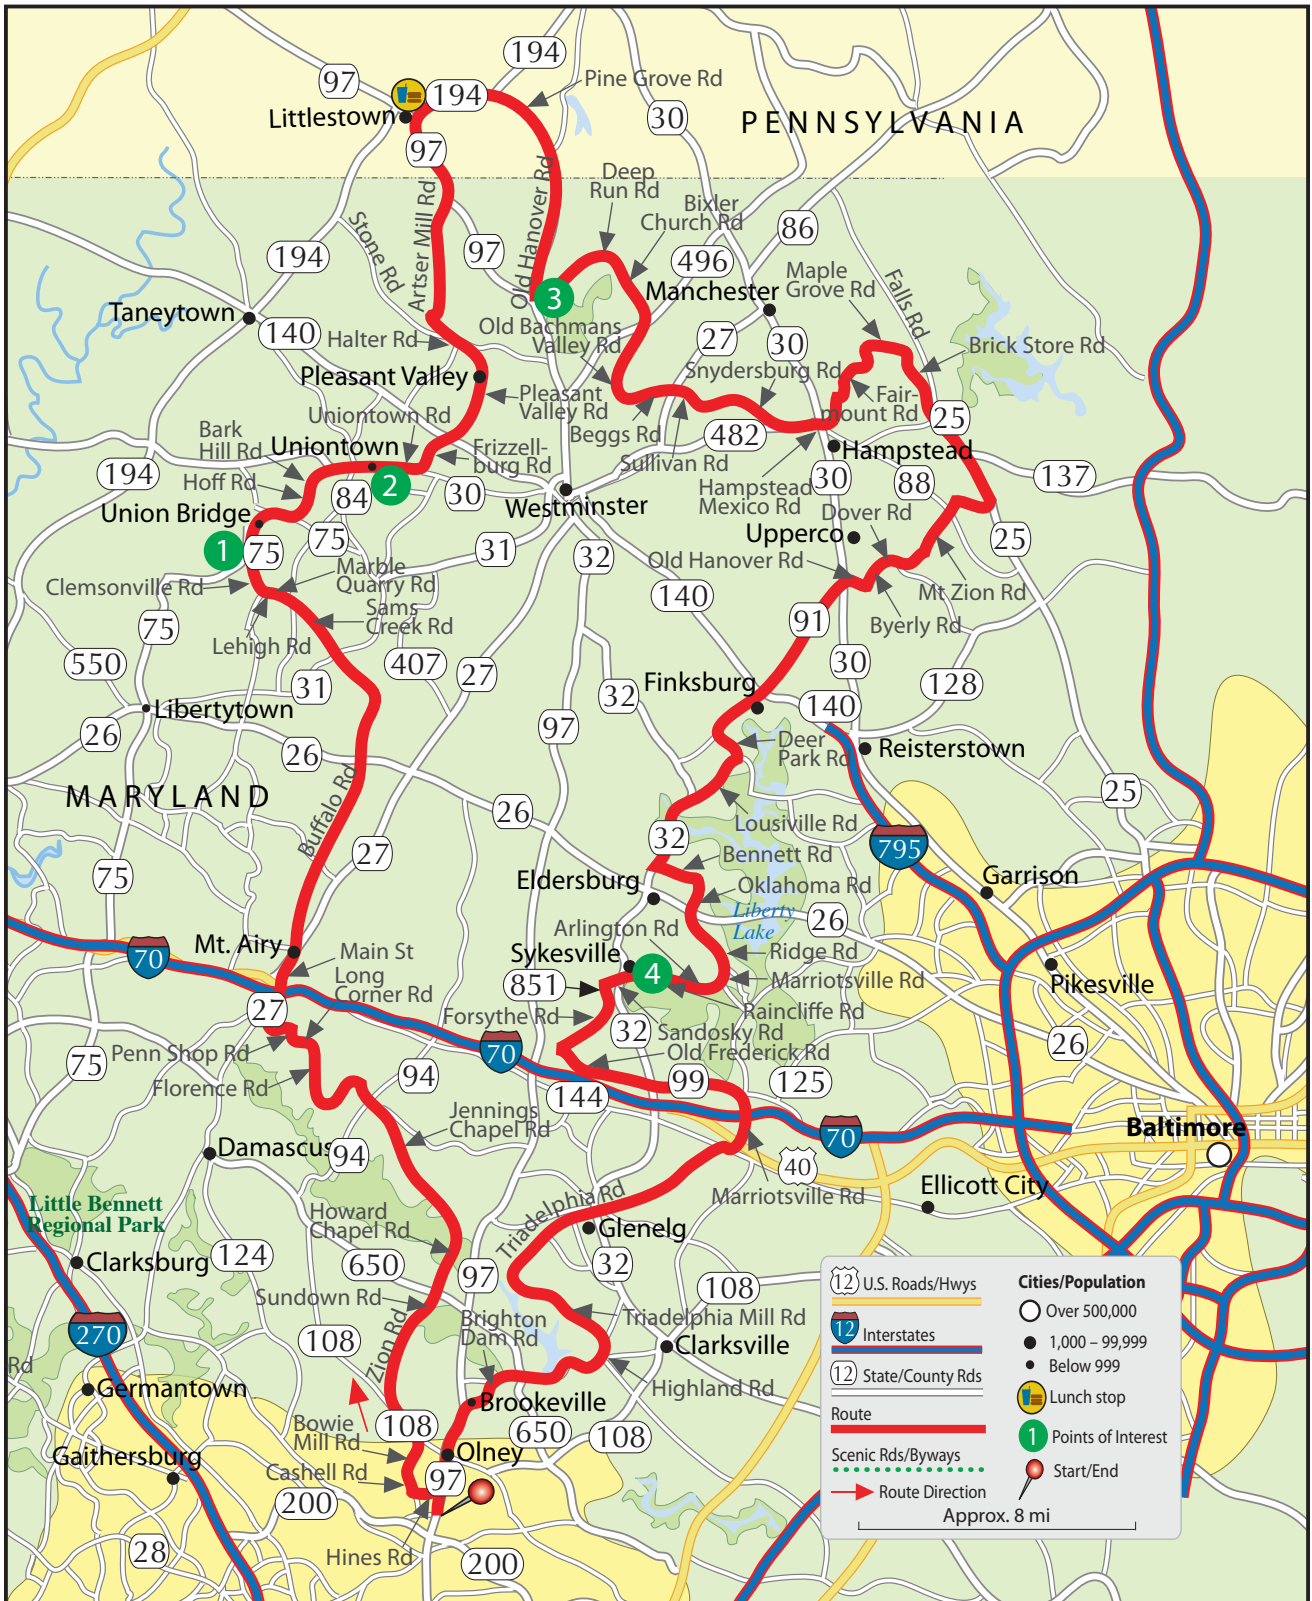 194
97
194
Pine Grove Rd
Littlestown
30
PENNSYLVANIA
97
Deep
Run Rd
Bixler
Church Rd
Artser Mill Rd
Old Hanover Rd
Stone Rd
97
86
194
496
Maple
Grove Rd
Falls Rd
3
Manchester
Taneytown
140
Old Bachmans
Valley Rd
27
30
Halter Rd
Brick Store Rd
Snydersburg Rd
Pleasant Valley
Pleasant
Valley Rd
Fair-
mount Rd
25
Uniontown Rd
Beggs Rd
482
Bark
Hill Rd
Uniontown
Frizzell-
burg Rd
Sullivan Rd
Hampstead
194
Hoff Rd
2
84
30
Hampstead
Mexico Rd
30
88
137
Westminster
Union Bridge
Dover Rd
75
Upperco
1
75
31
32
25
Clemsonville Rd
Marble
Quarry Rd
Old Hanover Rd
Mt Zion Rd
140
Sams
Creek Rd
91
Byerly Rd
75
Lehigh Rd
550
407
27
30
31
32
Finksburg
128
Libertytown
140
26
97
26
Deer
Park Rd
Reisterstown
MARYLAND
25
26
Buffalo Rd
Lousiville Rd
32
795
27
Bennett Rd
75
Eldersburg
Garrison
Oklahoma Rd
Liberty
Lake
26
Arlington Rd
Mt. Airy
Main St
Sykesville
Ridge Rd
70
Long
Corner Rd
4
Marriotsville Rd
Pikesville
851
27
Forsythe Rd
Raincliffe Rd
32
Sandosky Rd
26
Penn Shop Rd
70
Old Frederick Rd
75
94
99
125
Florence Rd
144
Jennings
Chapel Rd
70
Baltimore
Damascus
94
40
Little Bennett
Regional Park
Marriotsville Rd
Ellicott City
Howard
Chapel Rd
Triadelphia Rd
Glenelg
Clarksburg
124
650
97
32
108
Sundown Rd
Brighton
Dam Rd
Triadelphia Mill Rd
270
108
Zion Rd
Clarksville
Rd
Germantown
Highland Rd
Brookeville
Bowie
Mill Rd
108
650
108
Gaithersburg
Olney
Cashell Rd
97
200
28
Hines Rd
200
12 U.S. Roads/Hwys
12 Interstates
12 State/County Rds
Route
Scenic Rds/Byways
Route Direction
Cities/Population
Over 500,000
1,000 – 99,999
Below 999
Lunch stop
1 Points of Interest
Start/End
Approx. 8 mi